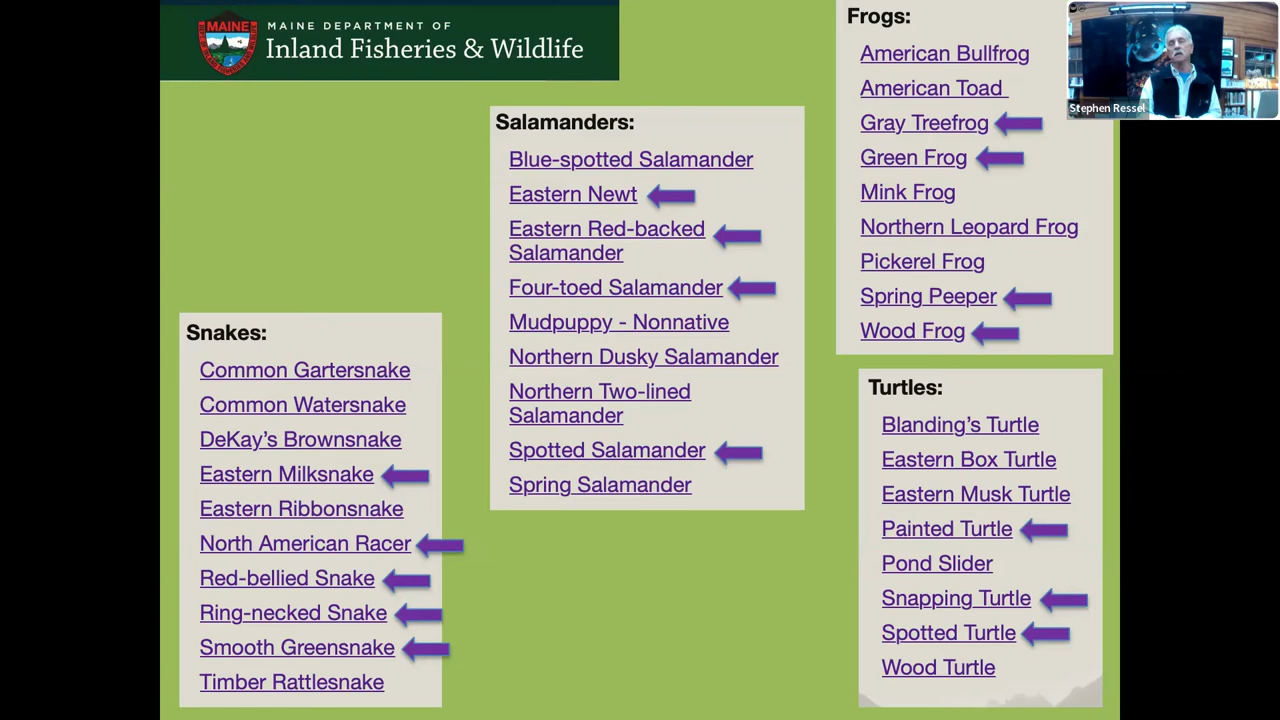 MAINE
MAINE DEPARTMENT OF
Inland Fisheries & Wildlife
Snakes:
Common Gartersnake
Common Watersnake
DeKay's Brownsnake
Eastern Milksnake
Eastern Ribbonsnake
North American Racer
Red-bellied Snake
Ring-necked Snake
Smooth Greensnake
Timber Rattlesnake
Salamanders:
Blue-spotted Salamander
Eastern Newt
Eastern Red-backed
Salamander
Four-toed Salamander
Mudpuppy - Nonnative
Northern Dusky Salamander
Northern Two-lined
Salamander
Spotted Salamander
Spring Salamander
Frogs:
American Bullfrog
American Toad
Gray Treefrog
Green Frog
Mink Frog
Northern Leopard Frog
Pickerel Frog
Spring Peeper
Wood Frog
Turtles:
Blanding's Turtle
Eastern Box Turtle
Eastern Musk Turtle
Painted Turtle
Pond Slider
Snapping Turtle
Spotted Turtle
Wood Turtle
Stephen Ressel